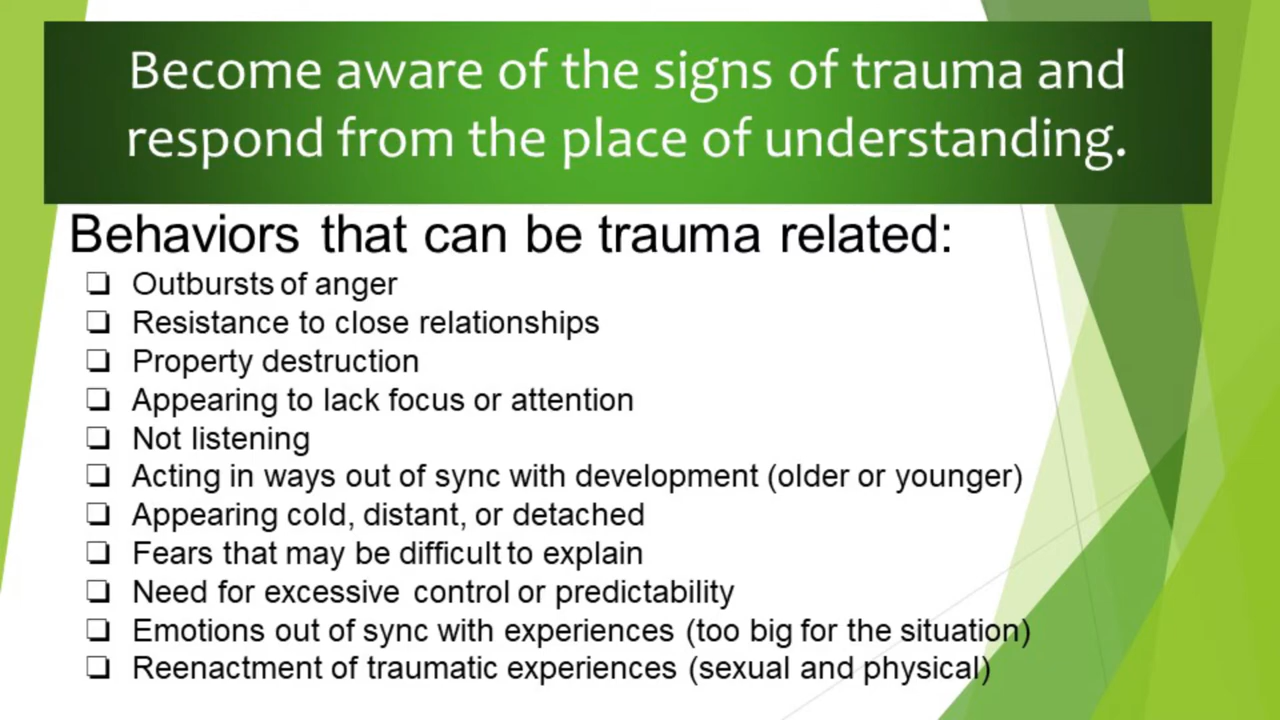 Become aware of the signs of trauma and
respond from the place of understanding.
Behaviors that can be trauma related:
❑ Outbursts of anger
❑ Resistance to close relationships
❑ Property destruction
❑ Appearing to lack focus or attention
❑ Not listening
❑ Acting in ways out of sync with development (older or younger)
❑ Appearing cold, distant, or detached
❑ Fears that may be difficult to explain
❑ Need for excessive control or predictability
❑ Emotions out of sync with experiences (too big for the situation)
❑ Reenactment of traumatic experiences (sexual and physical)